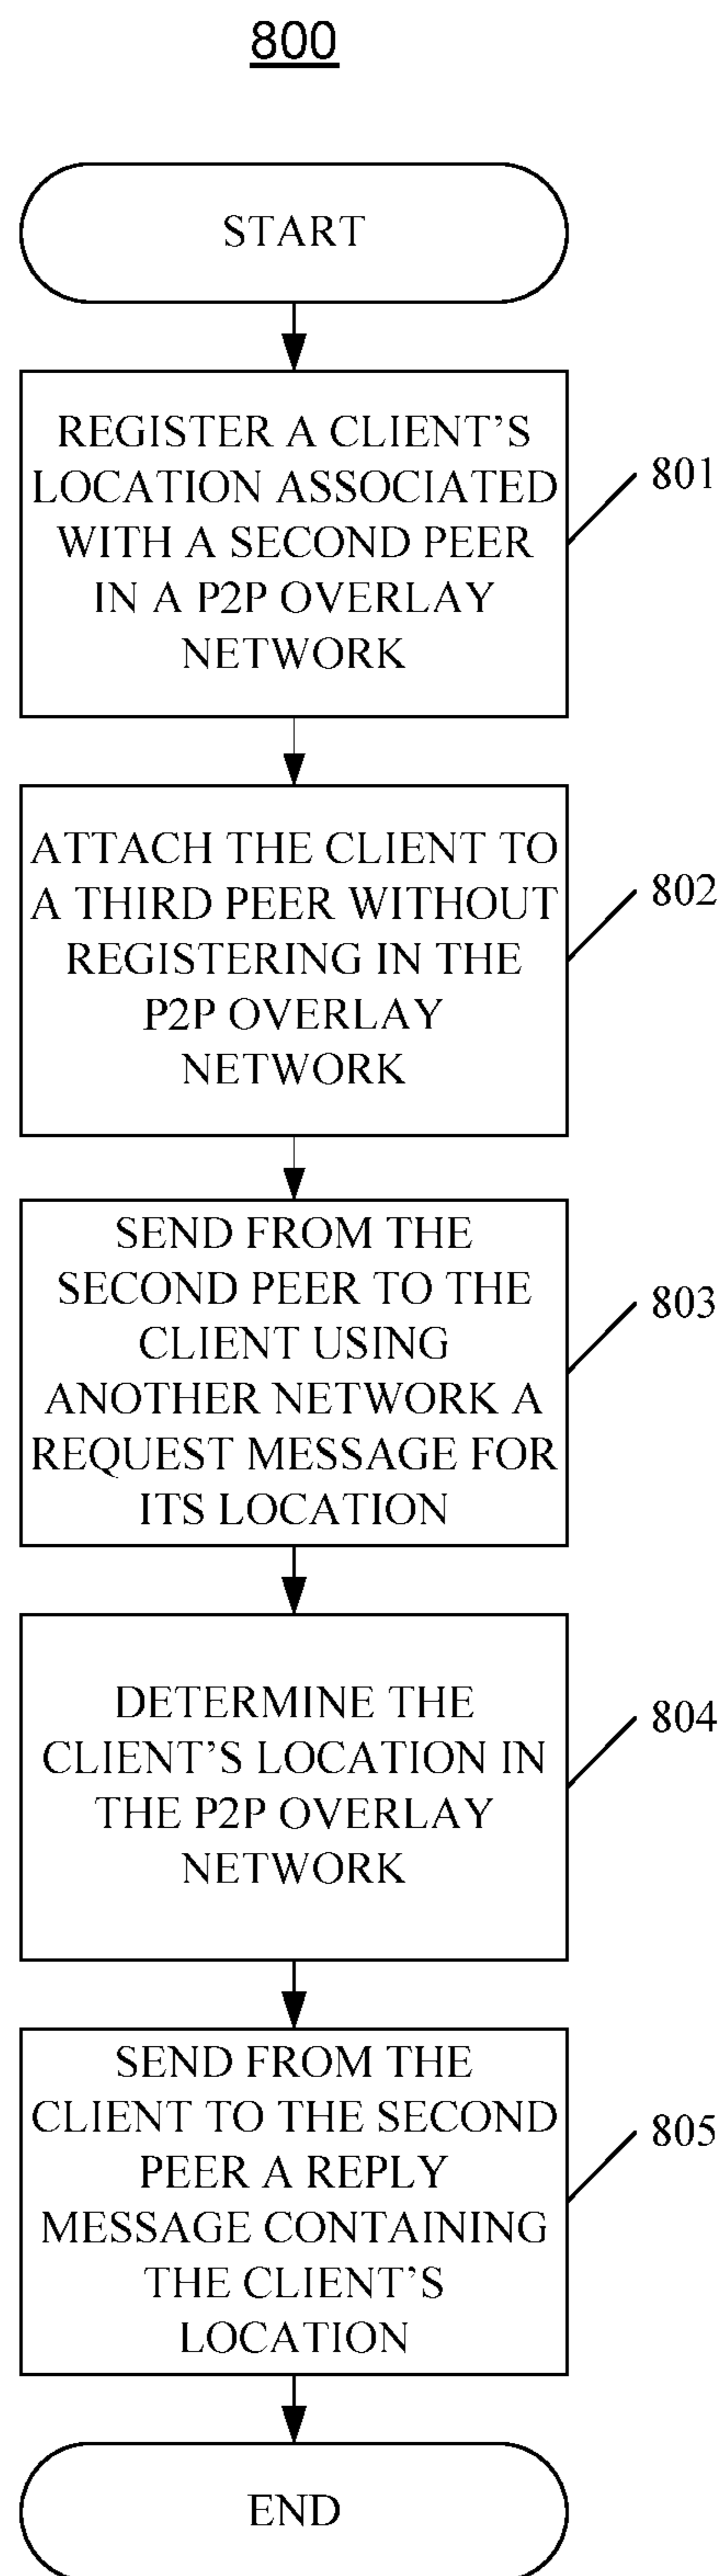 800
START
REGISTER A CLIENT'S
LOCATION ASSOCIATED
WITH A SECOND PEER
IN A P2P OVERLAY
NETWORK
801
ATTACH THE CLIENT TO
A THIRD PEER WITHOUT
REGISTERING IN THE
P2P OVERLAY
NETWORK
802
SEND FROM THE
SECOND PEER TO THE
CLIENT USING
ANOTHER NETWORK A
REQUEST MESSAGE FOR
ITS LOCATION
803
DETERMINE THE
CLIENT'S LOCATION IN
THE P2P OVERLAY
NETWORK
804
SEND FROM THE
CLIENT TO THE SECOND
PEER A REPLY
MESSAGE CONTAINING
THE CLIENT'S
LOCATION
805
END